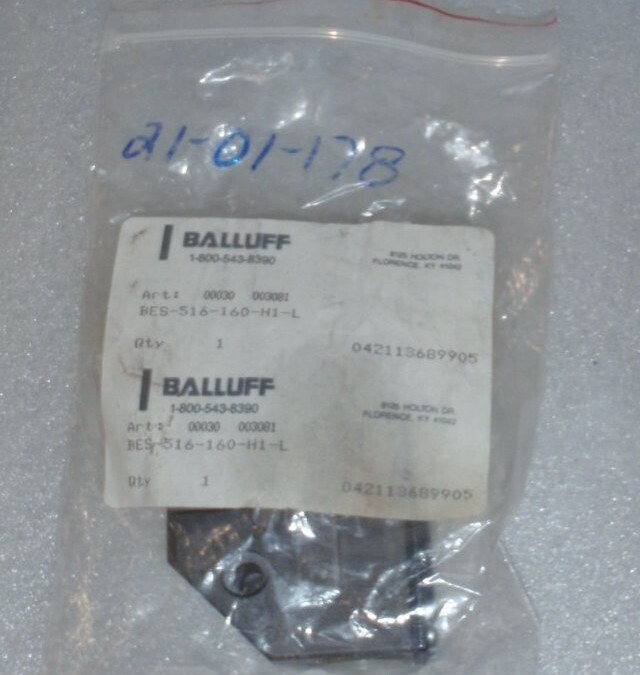 21-01-178
BALLUFF
1-800-543-8390
8125 HOLTON DR.
FLORENCE, KY 41042
Art: 00030 003081
BES-516-160-H1-L
Qty 1
042113689905
BALLUFF
1-800-543-8390
8125 HOLTON DR.
FLORENCE, KY 41042
Art: 00030 003081
BES-516-160-H1-L
Qty 1
042113689905